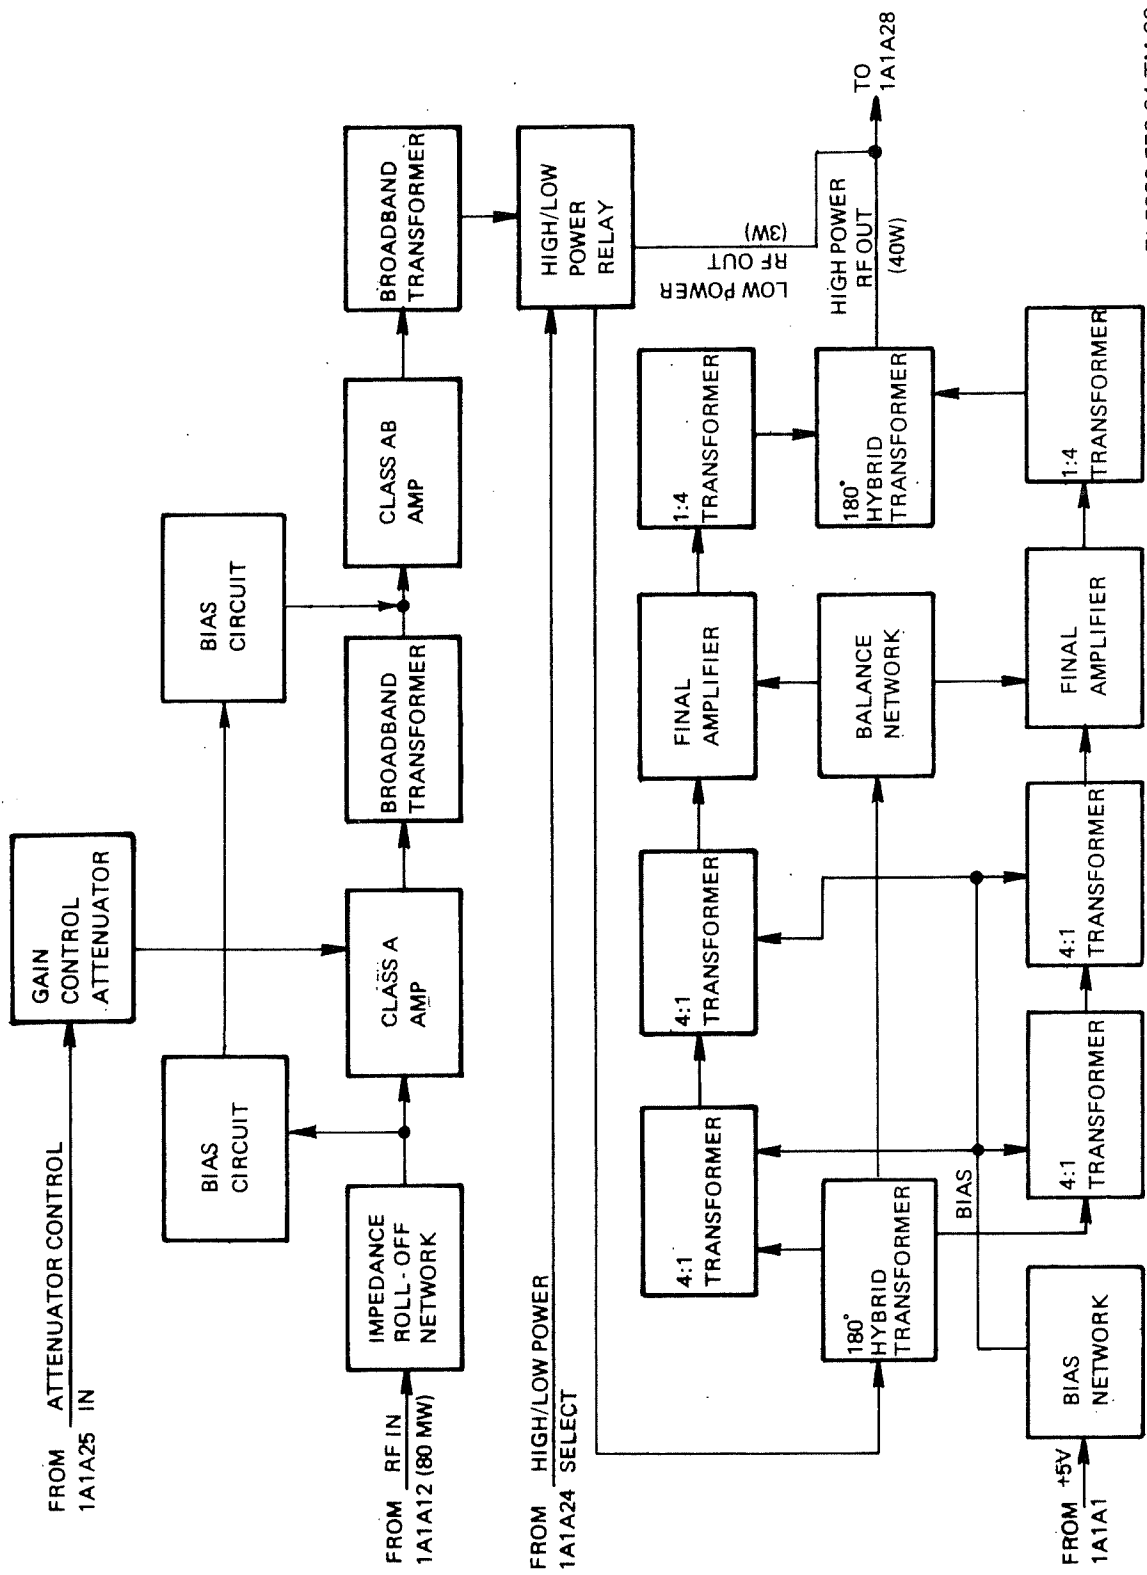 FROM ATTENUATOR CONTROL
1A1A25 IN
GAIN
CONTROL
ATTENUATOR
BIAS
CIRCUIT
BIAS
CIRCUIT
FROM RF IN
1A1A12 (80 MW)
IMPEDANCE
ROLL-OFF
NETWORK
CLASS A
AMP
BROADBAND
TRANSFORMER
CLASS AB
AMP
BROADBAND
TRANSFORMER
FROM HIGH/LOW POWER
1A1A24 SELECT
HIGH/LOW
POWER
RELAY
LOW POWER
RF OUT
(3W)
4:1
TRANSFORMER
4:1
TRANSFORMER
FINAL
AMPLIFIER
1:4
TRANSFORMER
180°
HYBRID
TRANSFORMER
BALANCE
NETWORK
180°
HYBRID
TRANSFORMER
HIGH POWER
RF OUT
(40W)
TO
1A1A28
BIAS
FROM +5V
1A1A1
BIAS
NETWORK
4:1
TRANSFORMER
4:1
TRANSFORMER
FINAL
AMPLIFIER
1:4
TRANSFORMER